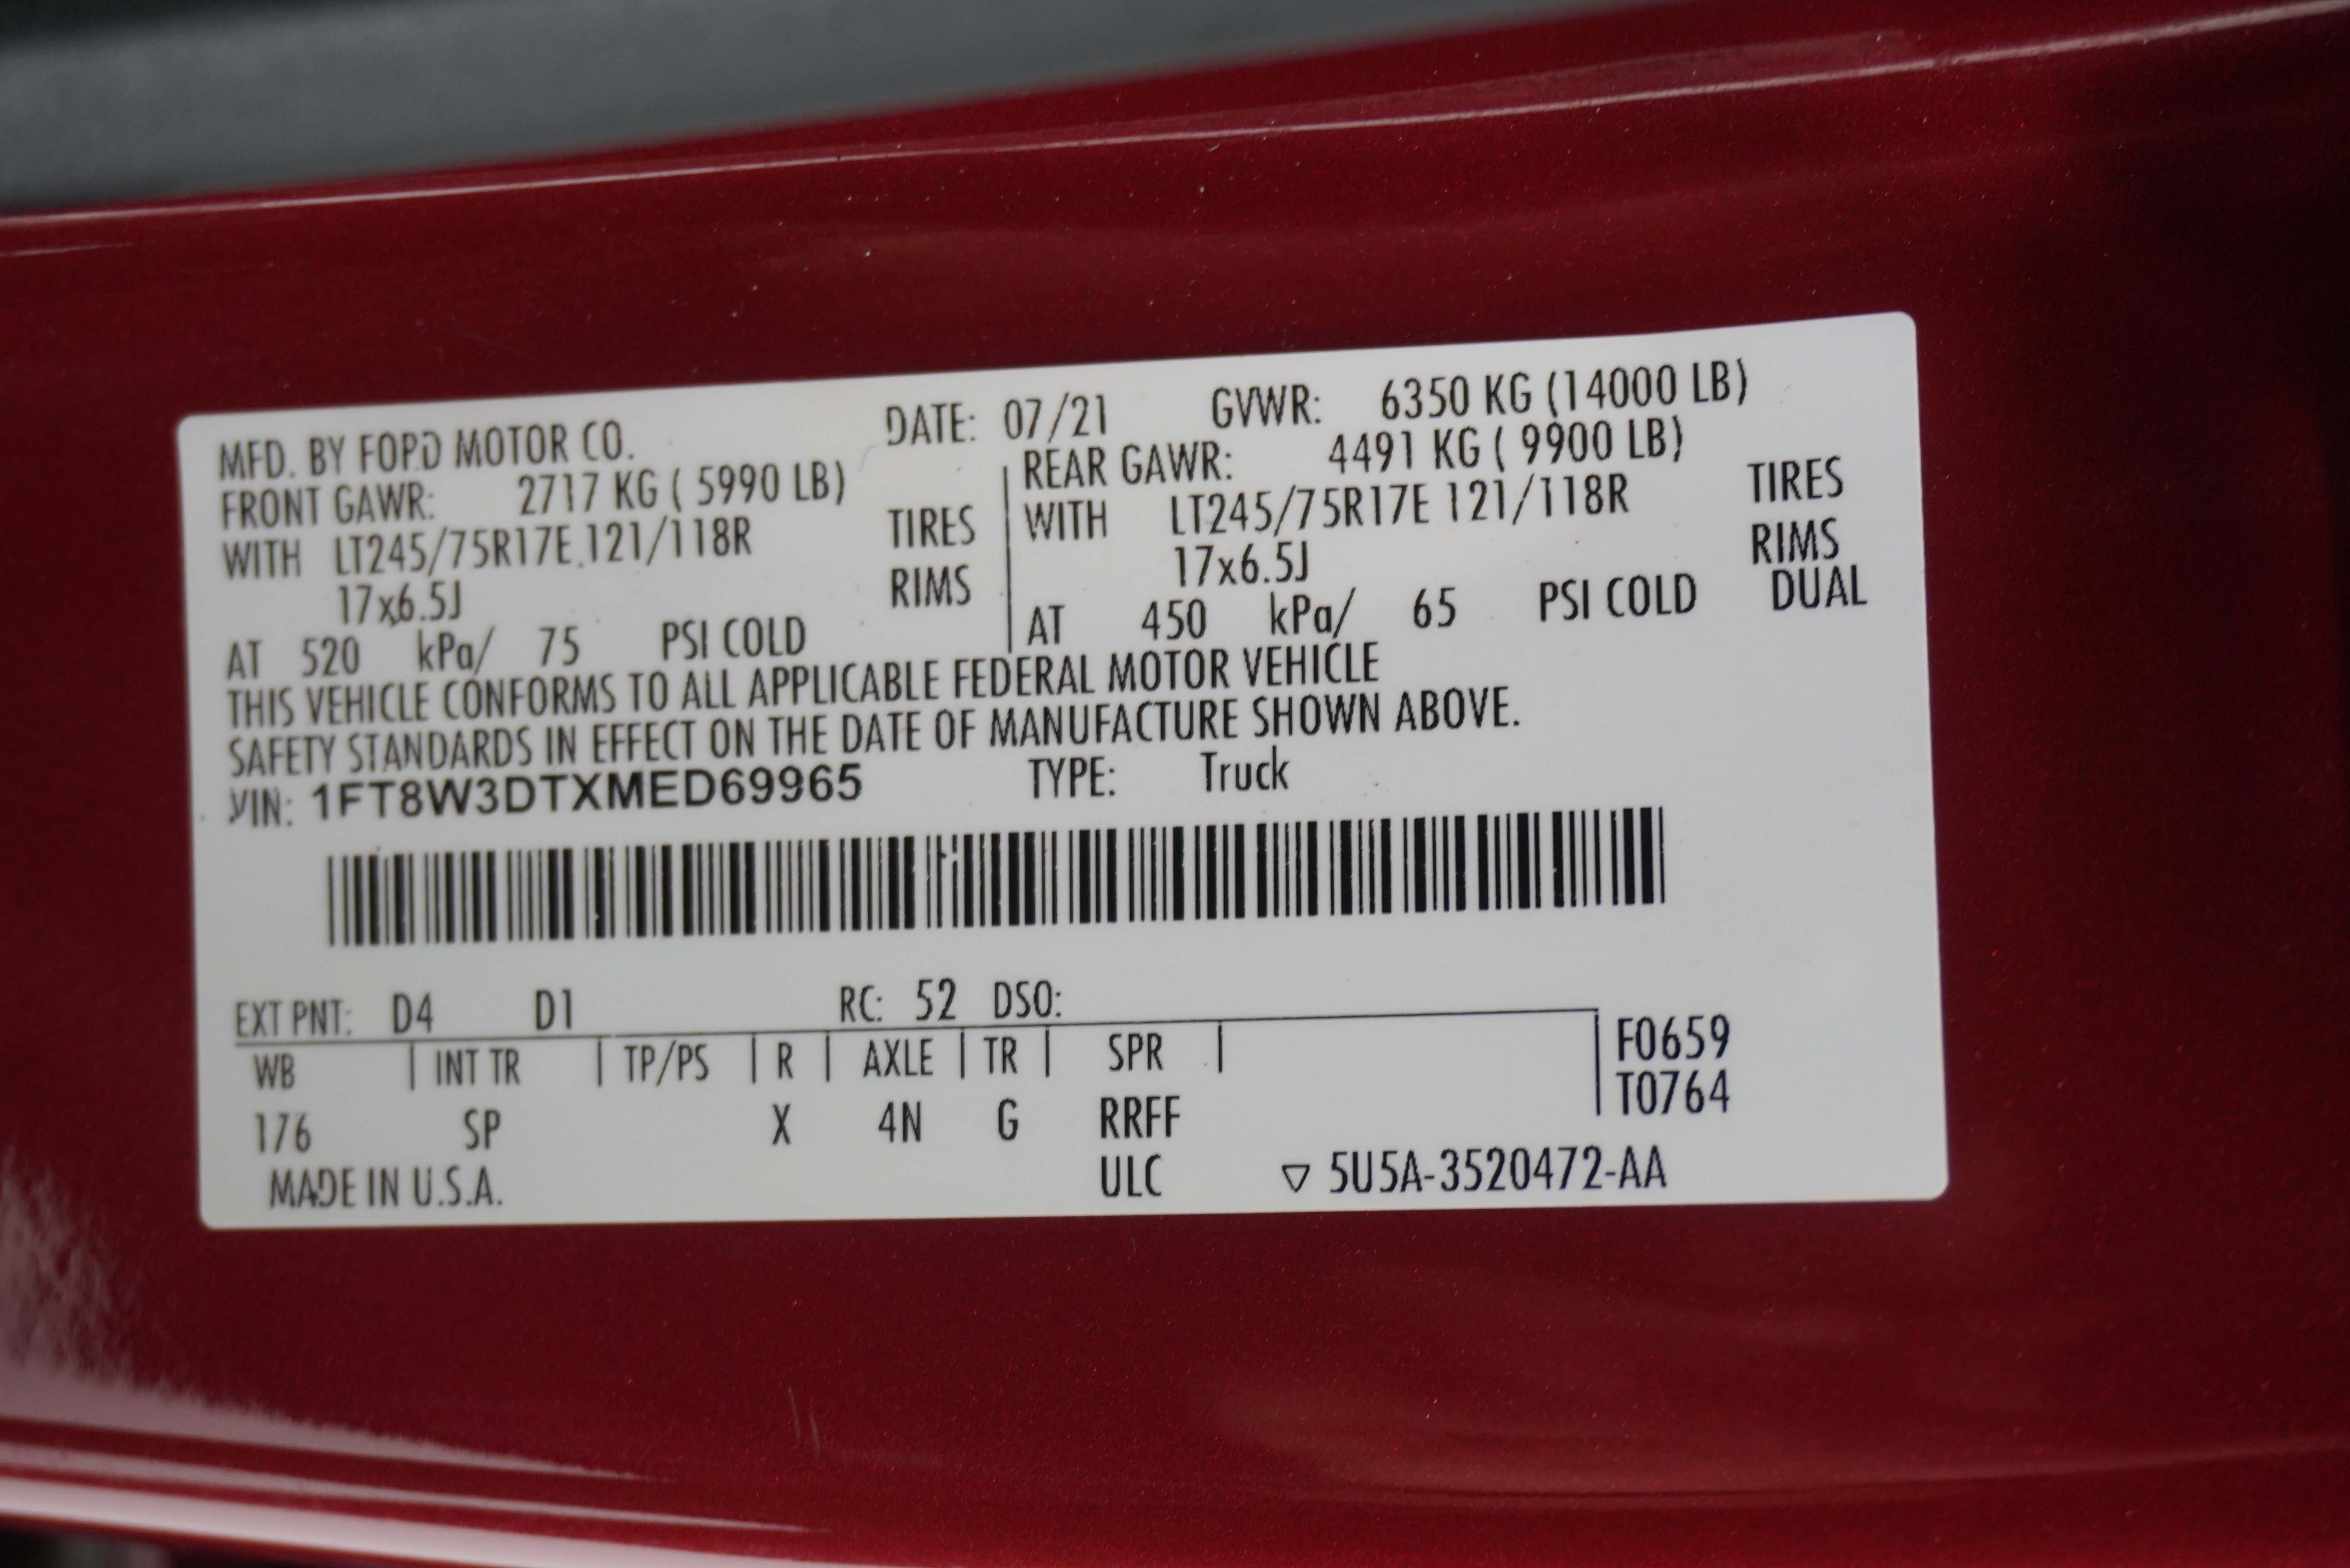 MFD. BY FORD MOTOR CO. DATE: 07/21 GVWR: 6350 KG (14000 LB)
FRONT GAWR: 2717 KG ( 5990 LB) REAR GAWR: 4491 KG ( 9900 LB)
WITH LT245/75R17E 121/118R TIRES WITH LT245/75R17E 121/118R TIRES
17x6.5J RIMS 17x6.5J RIMS
AT 520 kPa/ 75 PSI COLD AT 450 kPa/ 65 PSI COLD DUAL
THIS VEHICLE CONFORMS TO ALL APPLICABLE FEDERAL MOTOR VEHICLE
SAFETY STANDARDS IN EFFECT ON THE DATE OF MANUFACTURE SHOWN ABOVE.
VIN: 1FT8W3DTXMED69965 TYPE: Truck
EXT PNT: D4 D1 RC: 52 DSO:
WB INT TR TP/PS R AXLE TR SPR F0659
T0764
176 SP X 4N G RRFF
MADE IN U.S.A. ULC ▽ 5U5A-3520472-AA